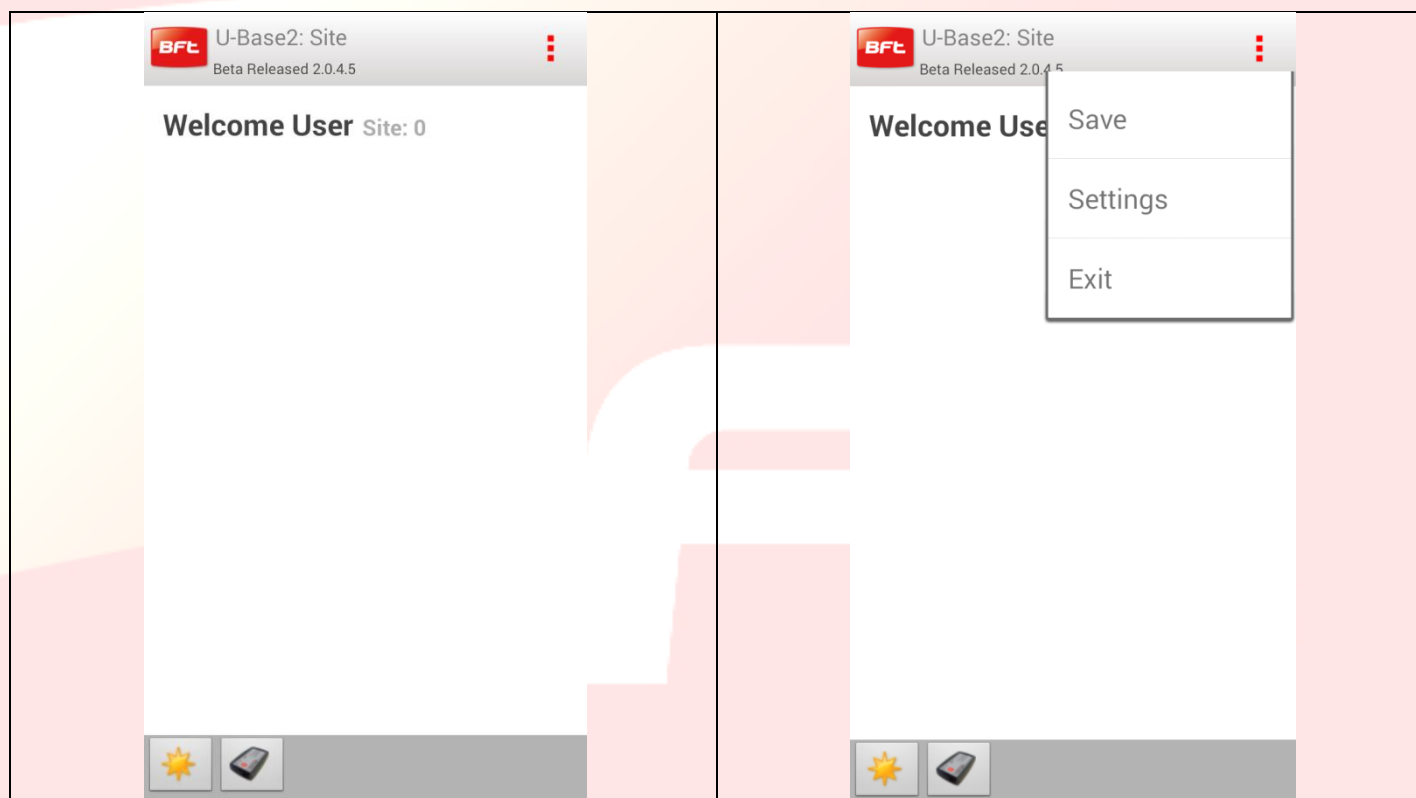 BFt
U-Base2: Site
Beta Released 2.0.4.5
Welcome User Site: 0
BFt
U-Base2: Site
Beta Released 2.0.4.5
Welcome Use
Save
Settings
Exit